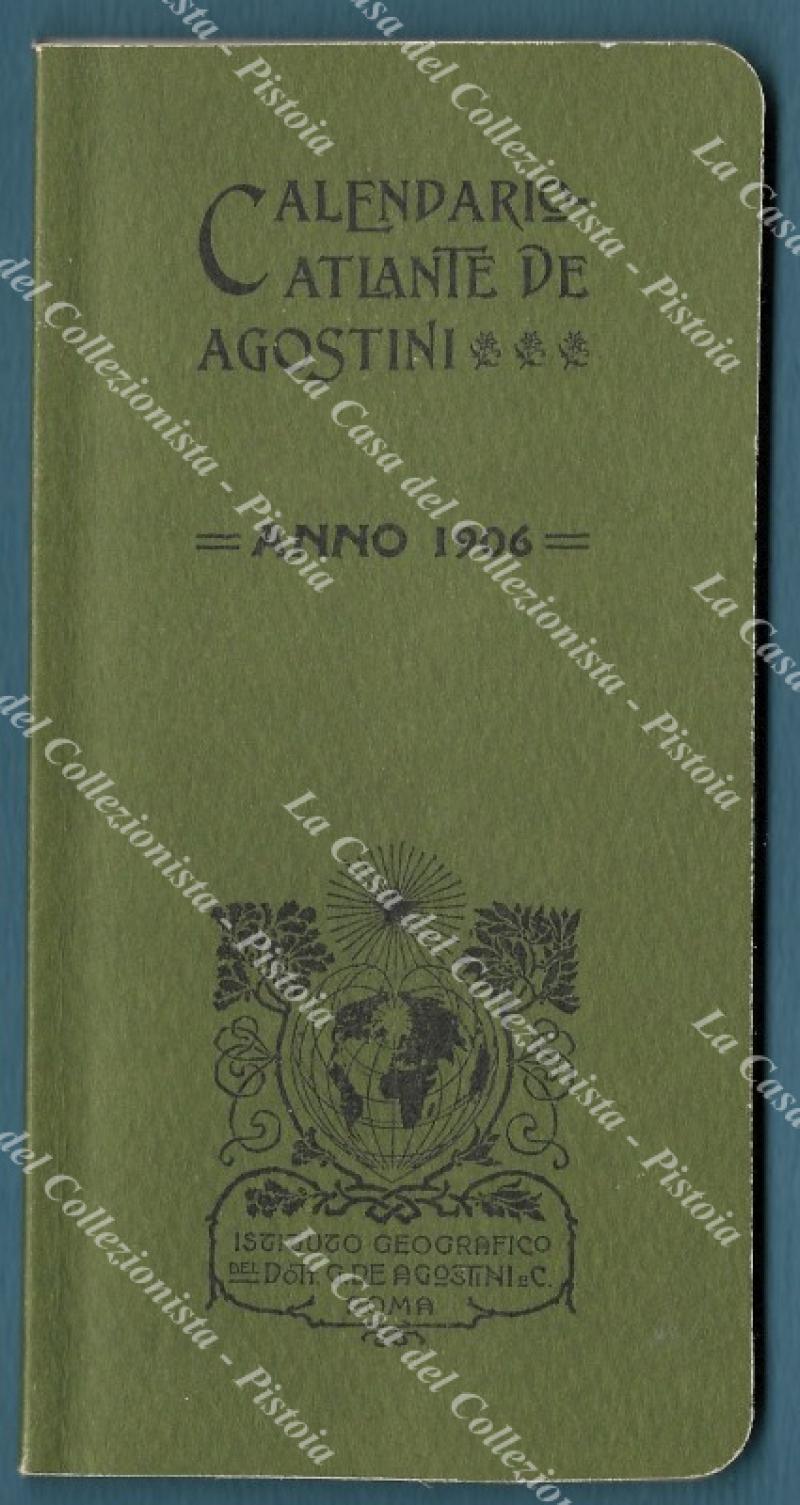 CALENDARIO-
ATLANTE DE
AGOSTINI
= ANNO 1906 =
ISTITUTO GEOGRAFICO
DEL DOTT. G. DE AGOSTINI e C.
ROMA
La Casa del Collezionista - Pistoia